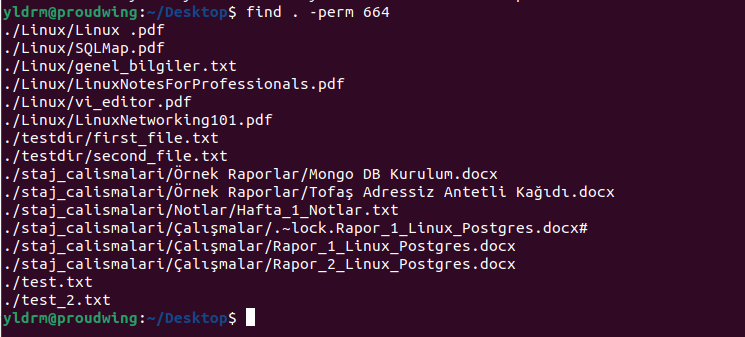 yldrm@proudwing:~/Desktop$ find . -perm 664
./Linux/Linux .pdf
./Linux/SQLMap.pdf
./Linux/genel_bilgiler.txt
./Linux/LinuxNotesForProfessionals.pdf
./Linux/vi_editor.pdf
./Linux/LinuxNetworking101.pdf
./testdir/first_file.txt
./testdir/second_file.txt
./staj_calismalari/Örnek Raporlar/Mongo DB Kurulum.docx
./staj_calismalari/Örnek Raporlar/Tofaş Adressiz Antetli Kağıdı.docx
./staj_calismalari/Notlar/Hafta_1_Notlar.txt
./staj_calismalari/Çalışmalar/.~lock.Rapor_1_Linux_Postgres.docx#
./staj_calismalari/Çalışmalar/Rapor_1_Linux_Postgres.docx
./staj_calismalari/Çalışmalar/Rapor_2_Linux_Postgres.docx
./test.txt
./test_2.txt
yldrm@proudwing:~/Desktop$